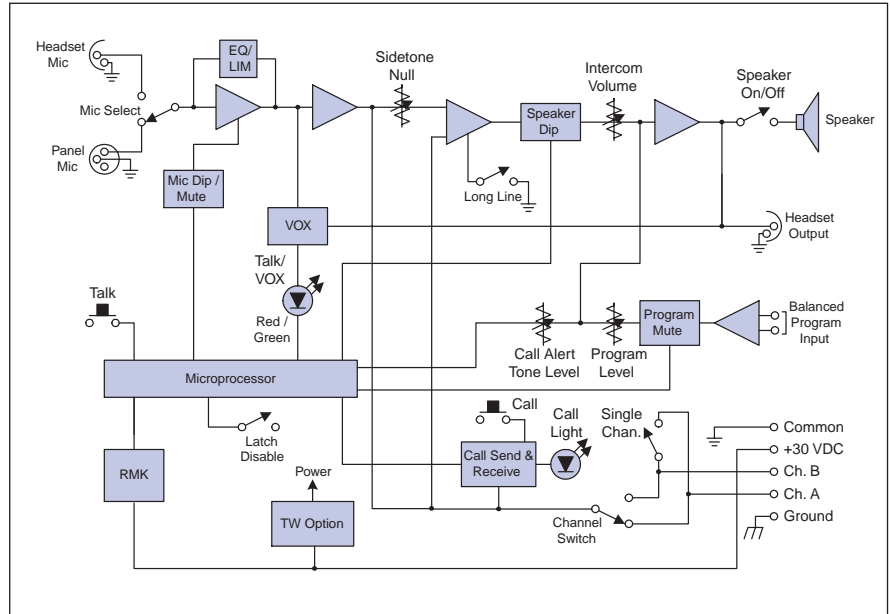 Headset
Mic
EQ/
LIM
Sidetone
Null
Intercom
Volume
Speaker
On/Off
Mic Select
Speaker
Dip
Speaker
Panel
Mic
Mic Dip /
Mute
Long Line
VOX
Headset
Output
Talk/
VOX
Talk
Red /
Green
Program
Mute
Balanced
Program
Input
Call Alert
Tone Level
Program
Level
Microprocessor
Call
Call
Light
Single
Chan.
Common
+30 VDC
Ch. B
Ch. A
Ground
Latch
Disable
Call Send &
Receive
RMK
Power
TW Option
Channel
Switch